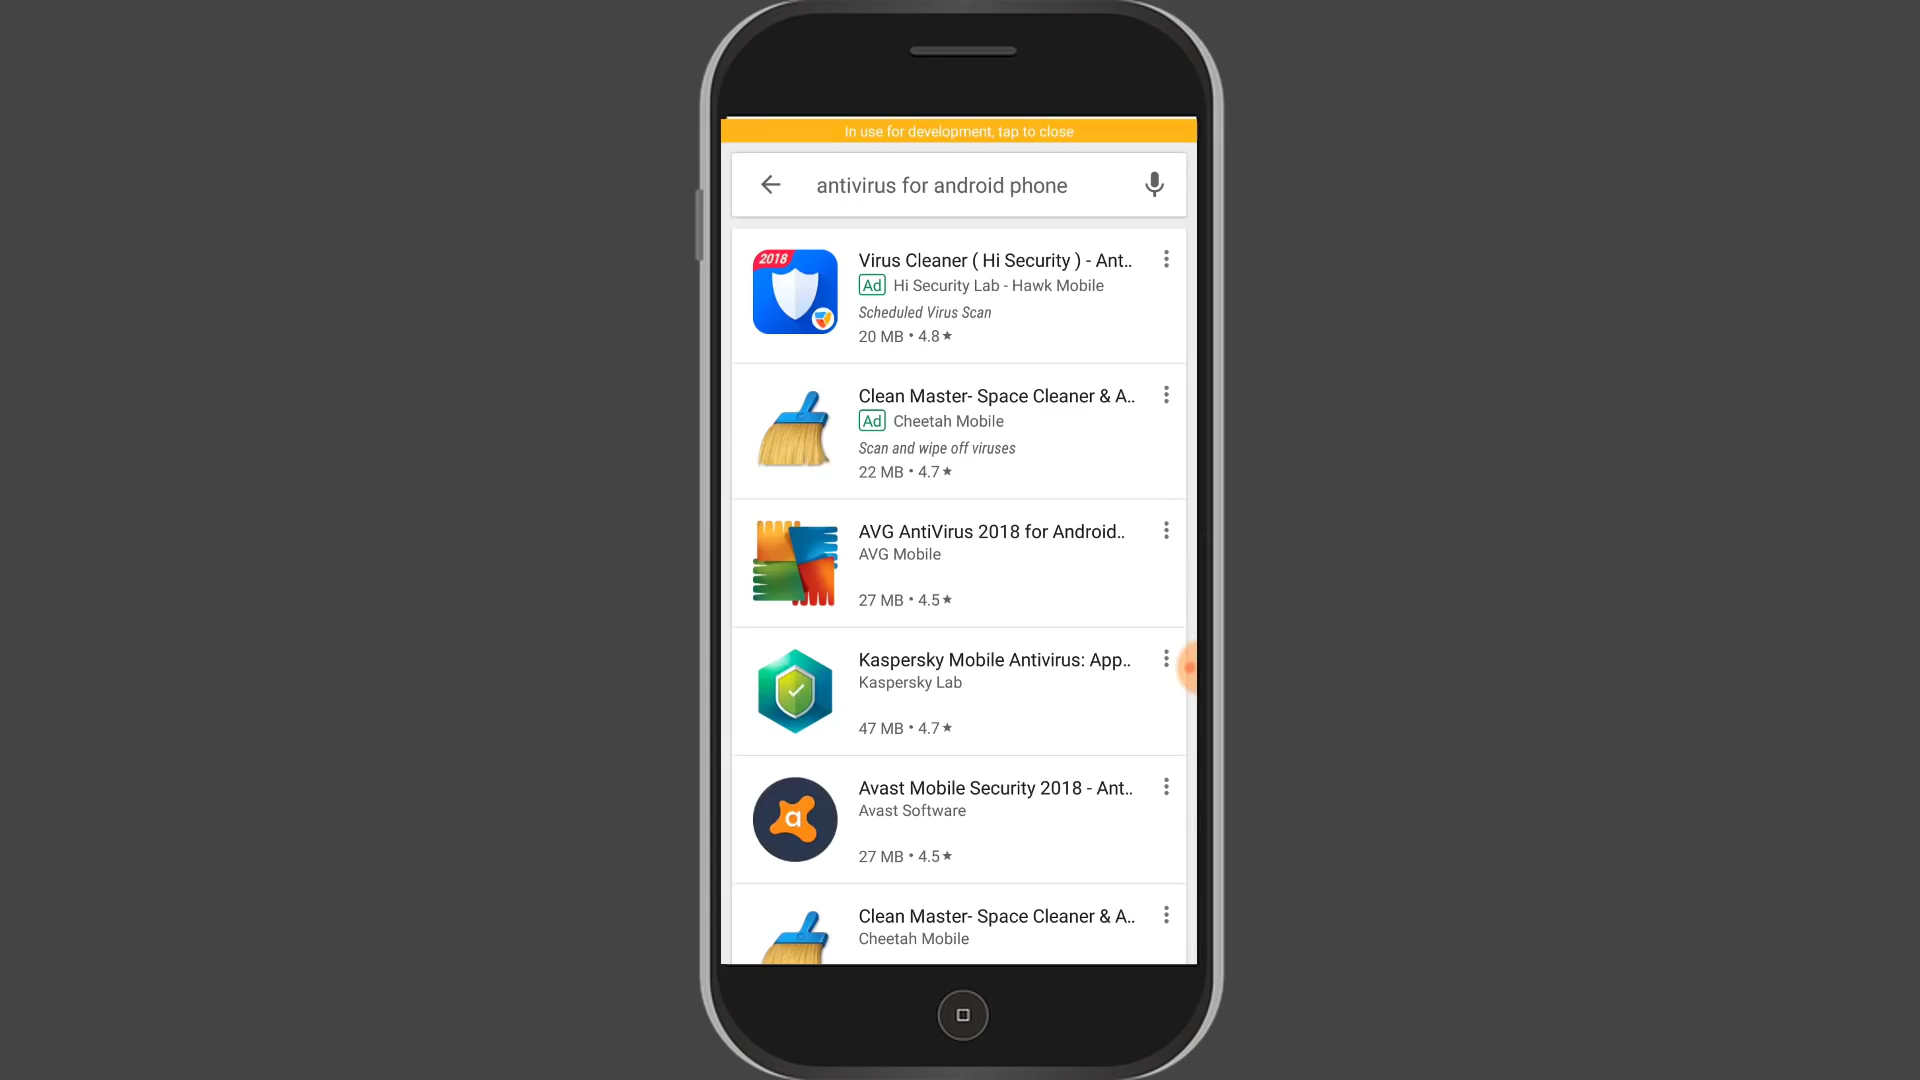 In use for development, tap to close
antivirus for android phone
2018
Virus Cleaner ( Hi Security ) - Ant..
Ad Hi Security Lab - Hawk Mobile
Scheduled Virus Scan
20 MB • 4.8★
Clean Master- Space Cleaner & A..
Ad Cheetah Mobile
Scan and wipe off viruses
22 MB • 4.7★
AVG AntiVirus 2018 for Android..
AVG Mobile
27 MB • 4.5★
Kaspersky Mobile Antivirus: App..
Kaspersky Lab
47 MB • 4.7★
a
Avast Mobile Security 2018 - Ant..
Avast Software
27 MB • 4.5★
Clean Master- Space Cleaner & A..
Cheetah Mobile